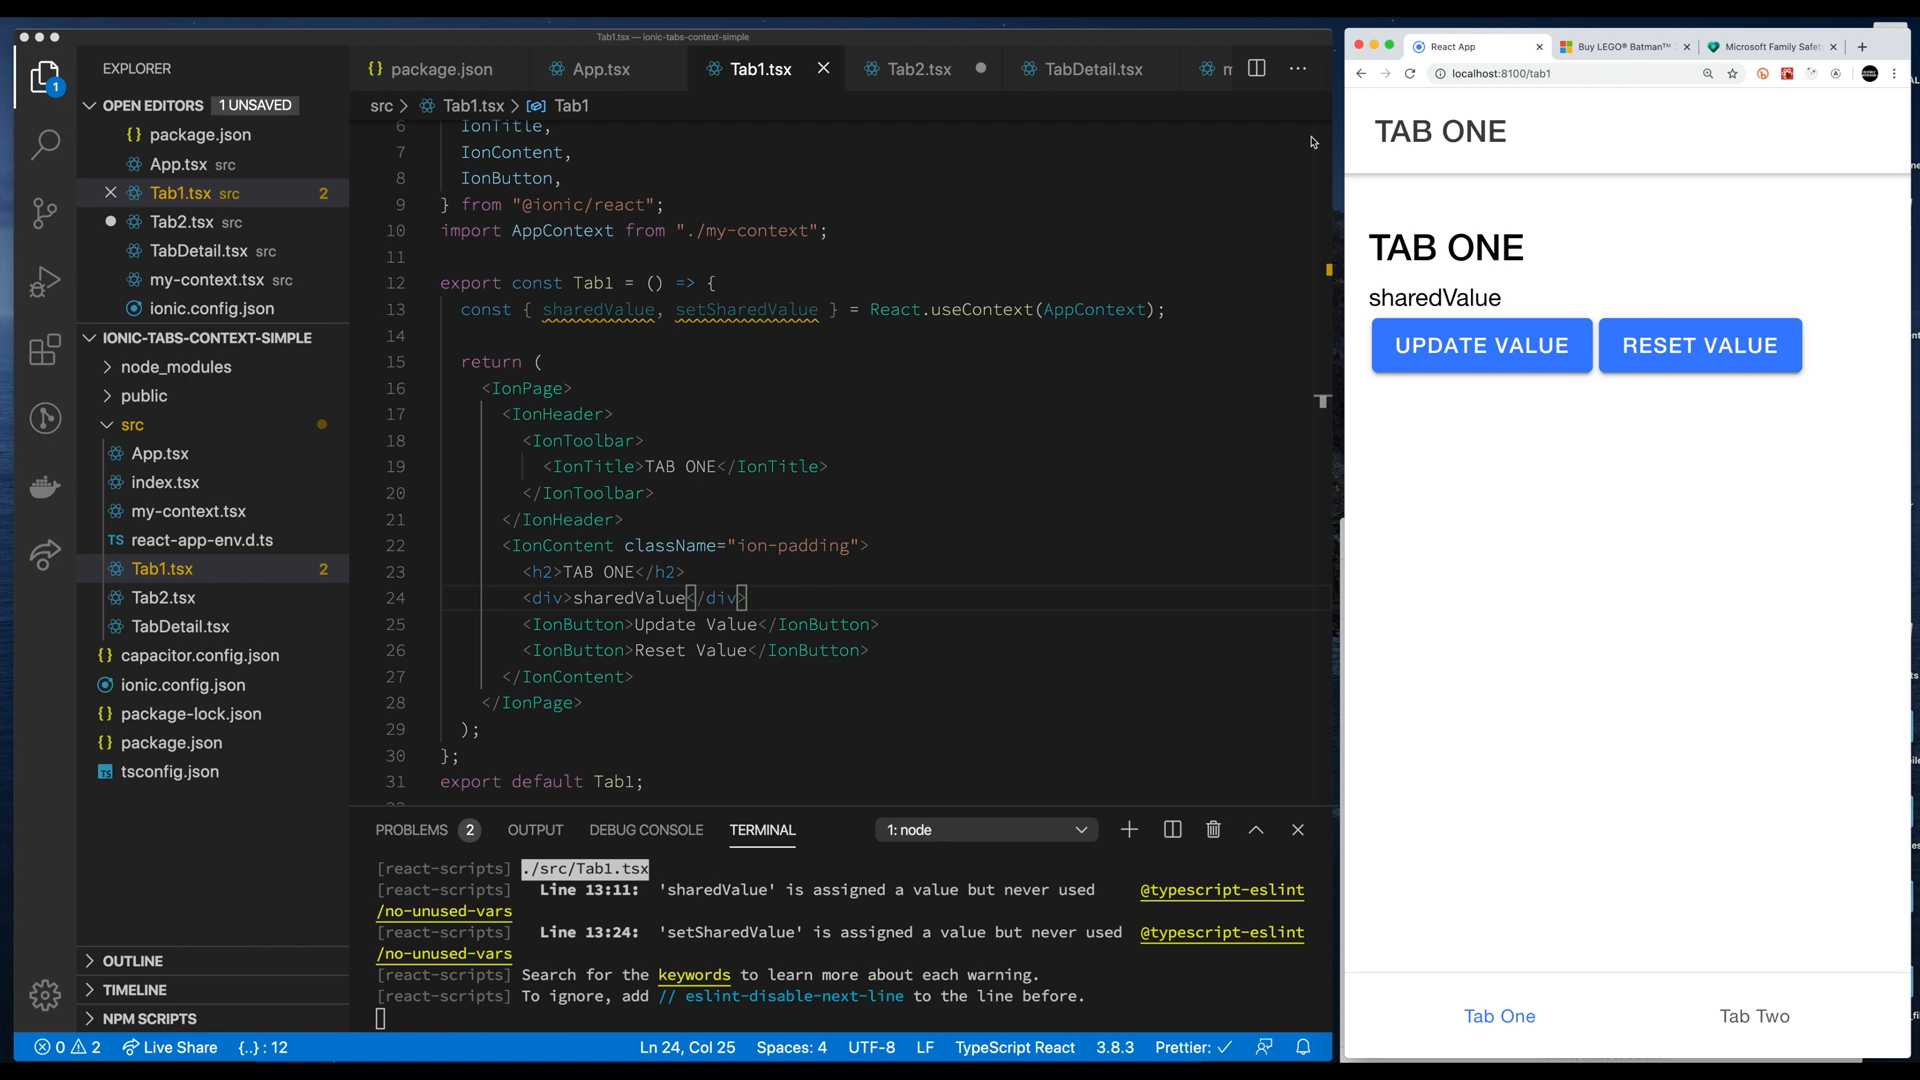 Tab1.tsx — ionic-tabs-context-simple
EXPLORER
OPEN EDITORS 1 UNSAVED
{} package.json
App.tsx src
Tab1.tsx src 2
Tab2.tsx src
TabDetail.tsx src
my-context.tsx src
ionic.config.json
IONIC-TABS-CONTEXT-SIMPLE
node_modules
public
src
App.tsx
index.tsx
my-context.tsx
TS react-app-env.d.ts
Tab1.tsx 2
Tab2.tsx
TabDetail.tsx
{} capacitor.config.json
ionic.config.json
{} package-lock.json
{} package.json
TS tsconfig.json
OUTLINE
TIMELINE
NPM SCRIPTS
1
{} package.json App.tsx Tab1.tsx Tab2.tsx TabDetail.tsx
src > Tab1.tsx > Tab1
6 IonTitle,
7 IonContent,
8 IonButton,
9 } from "@ionic/react";
10 import AppContext from "./my-context";
11
12 export const Tab1 = () => {
13 const { sharedValue, setSharedValue } = React.useContext(AppContext);
14
15 return (
16 <IonPage>
17 <IonHeader>
18 <IonToolbar>
19 <IonTitle>TAB ONE</IonTitle>
20 </IonToolbar>
21 </IonHeader>
22 <IonContent className="ion-padding">
23 <h2>TAB ONE</h2>
24 <div>sharedValue</div>
25 <IonButton>Update Value</IonButton>
26 <IonButton>Reset Value</IonButton>
27 </IonContent>
28 </IonPage>
29 );
30 };
31 export default Tab1;
PROBLEMS 2 OUTPUT DEBUG CONSOLE TERMINAL 1: node
[react-scripts] ./src/Tab1.tsx
[react-scripts] Line 13:11: 'sharedValue' is assigned a value but never used @typescript-eslint
/no-unused-vars
[react-scripts] Line 13:24: 'setSharedValue' is assigned a value but never used @typescript-eslint
/no-unused-vars
[react-scripts] Search for the keywords to learn more about each warning.
[react-scripts] To ignore, add // eslint-disable-next-line to the line before.
0 2 Live Share {..} : 12 Ln 24, Col 25 Spaces: 4 UTF-8 LF TypeScript React 3.8.3 Prettier: ✓
React App Buy LEGO® Batman™ Microsoft Family Safet
localhost:8100/tab1
TAB ONE
TAB ONE
sharedValue
UPDATE VALUE RESET VALUE
Tab One Tab Two